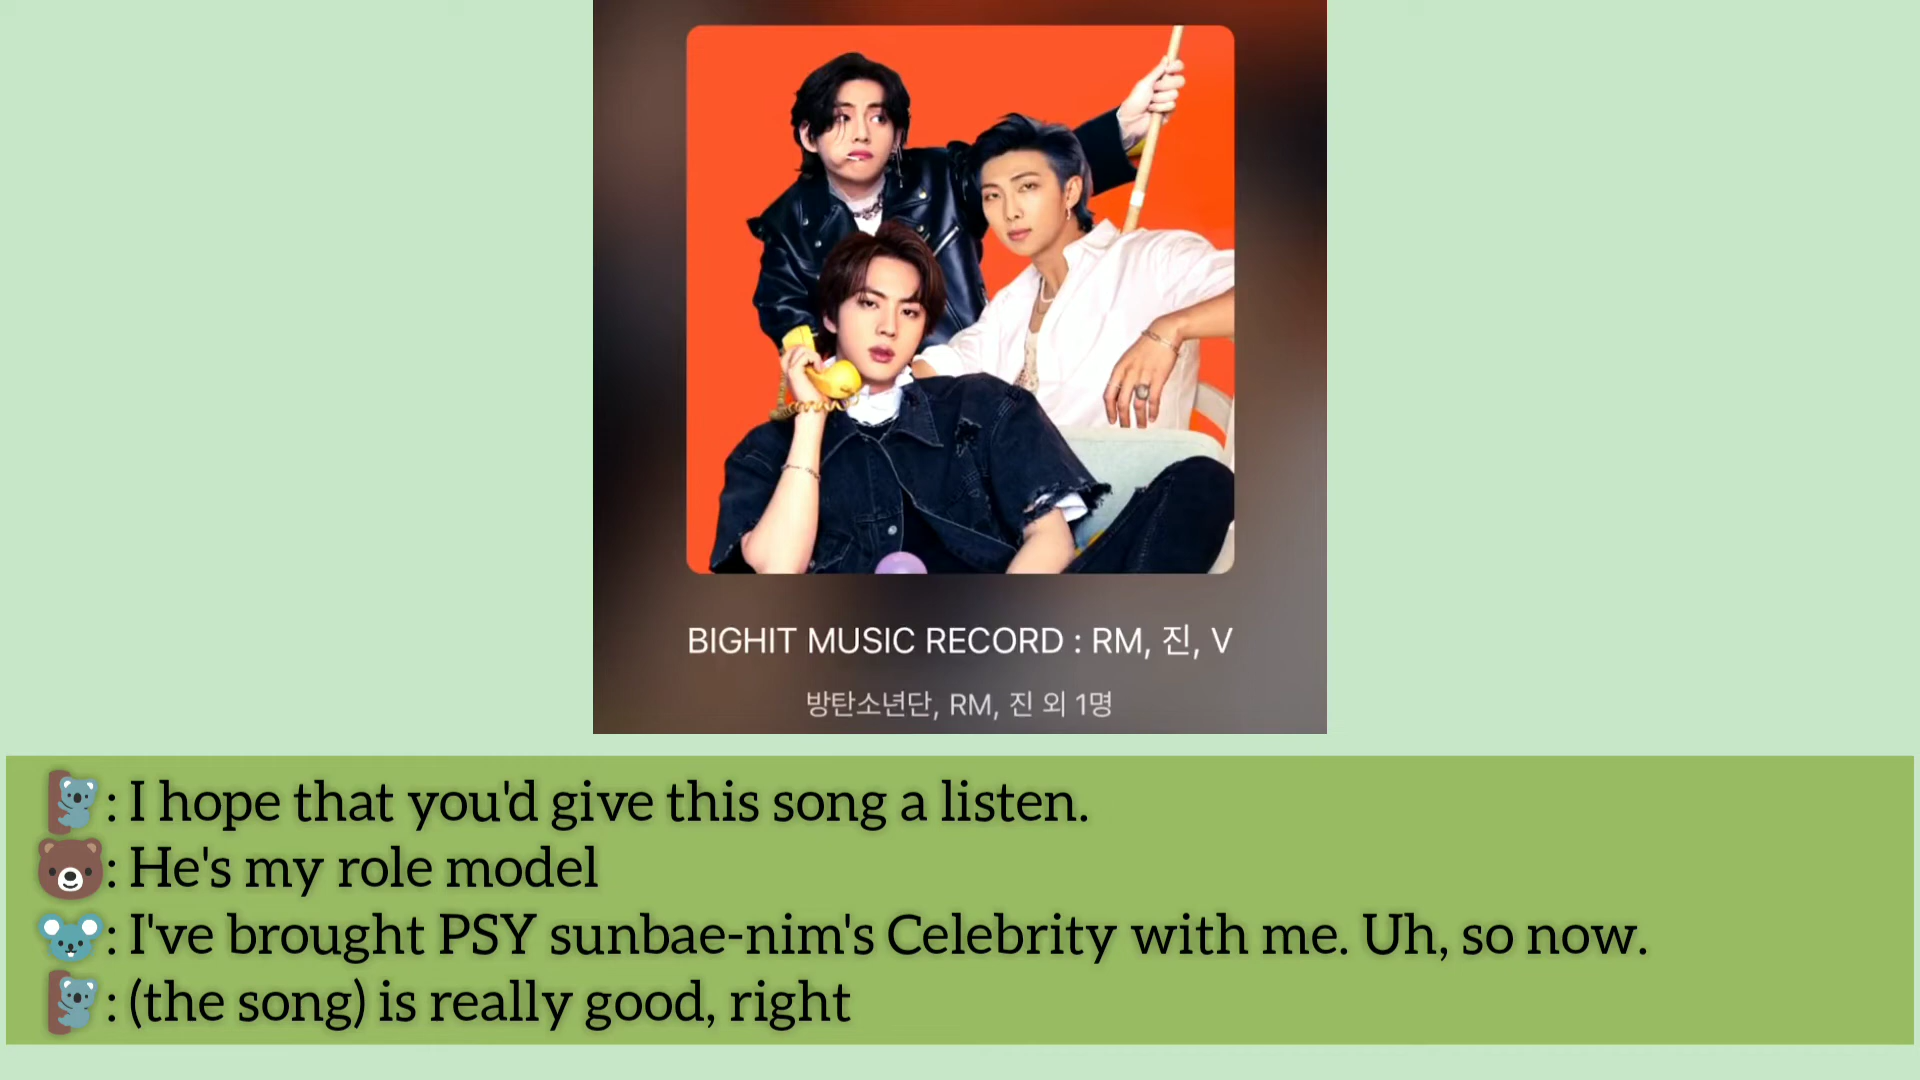 BIGHIT MUSIC RECORD : RM, 진, V
방탄소년단, RM, 진 외 1명
: I hope that you'd give this song a listen.
: He's my role model
: I've brought PSY sunbae-nim's Celebrity with me. Uh, so now.
: (the song) is really good, right